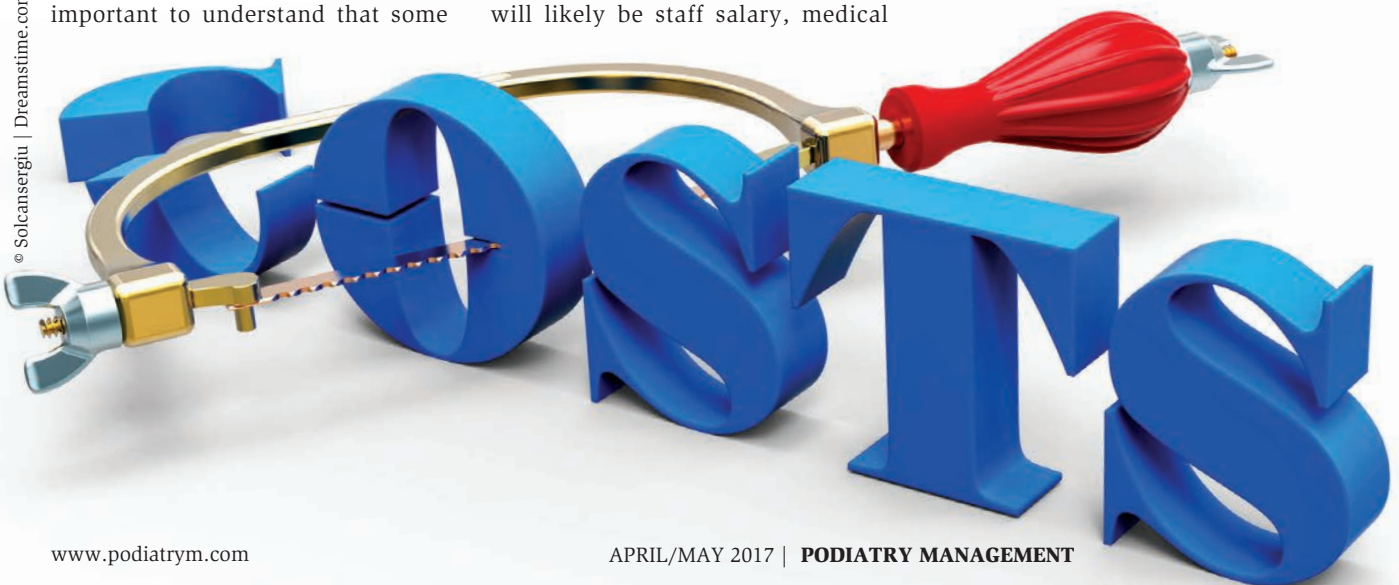 important to understand that some
will likely be staff salary, medical
© Solcansergiu | Dreamstime.com
COSTS
www.podiatrym.com
APRIL/MAY 2017 | PODIATRY MANAGEMENT